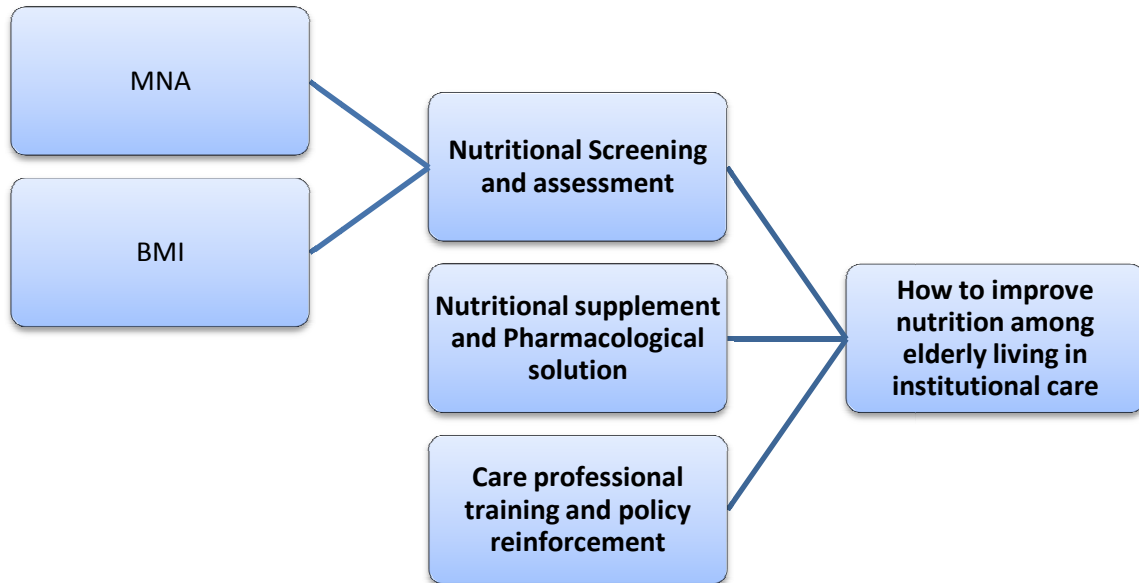 MNA
BMI
Nutritional Screening
and assessment
Nutritional supplement
and Pharmacological
solution
Care professional
training and policy
reinforcement
How to improve
nutrition among
elderly living in
institutional care